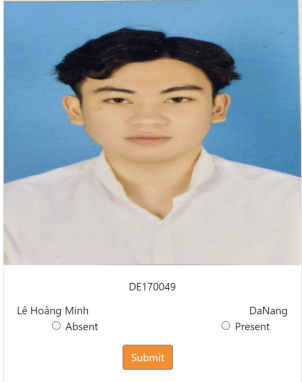 DE170049
Lê Hoàng Minh DaNang
Absent Present
Submit